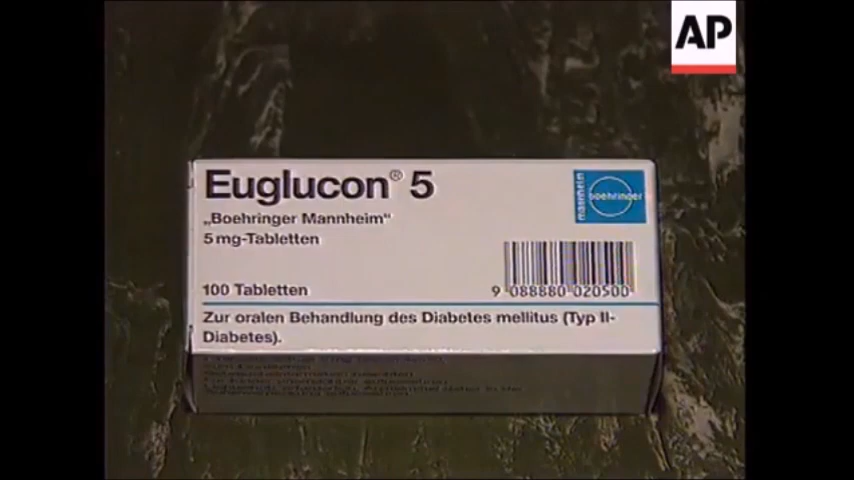 AP
Euglucon® 5
„Boehringer Mannheim“
5 mg-Tabletten
mannheim
boehringer
100 Tabletten
9 088880 020500
Zur oralen Behandlung des Diabetes mellitus (Typ II-
Diabetes).